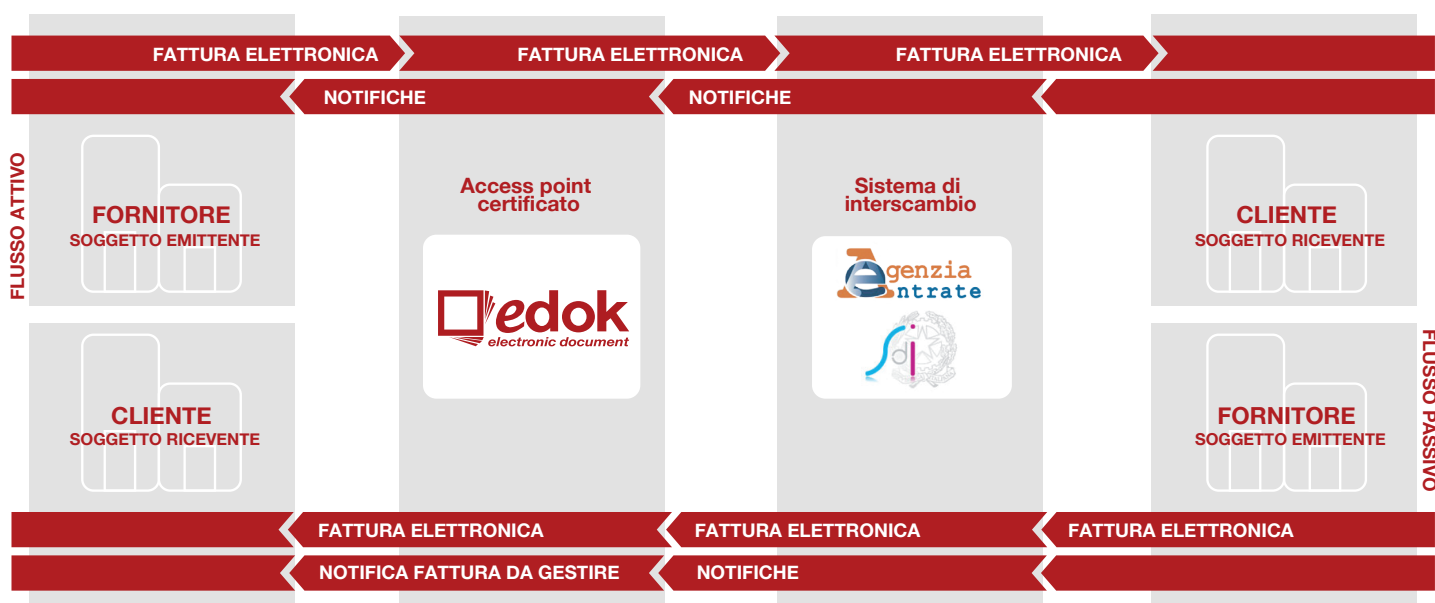 FATTURA ELETTRONICA
FATTURA ELETTRONICA
FATTURA ELETTRONICA
NOTIFICHE
NOTIFICHE
FLUSSO ATTIVO
FORNITORE
SOGGETTO EMITTENTE
Access point
certificato
edok
electronic document
Sistema di
interscambio
Agenzia
Entrate
Sdi
CLIENTE
SOGGETTO RICEVENTE
CLIENTE
SOGGETTO RICEVENTE
FORNITORE
SOGGETTO EMITTENTE
FLUSSO PASSIVO
FATTURA ELETTRONICA
FATTURA ELETTRONICA
FATTURA ELETTRONICA
NOTIFICA FATTURA DA GESTIRE
NOTIFICHE